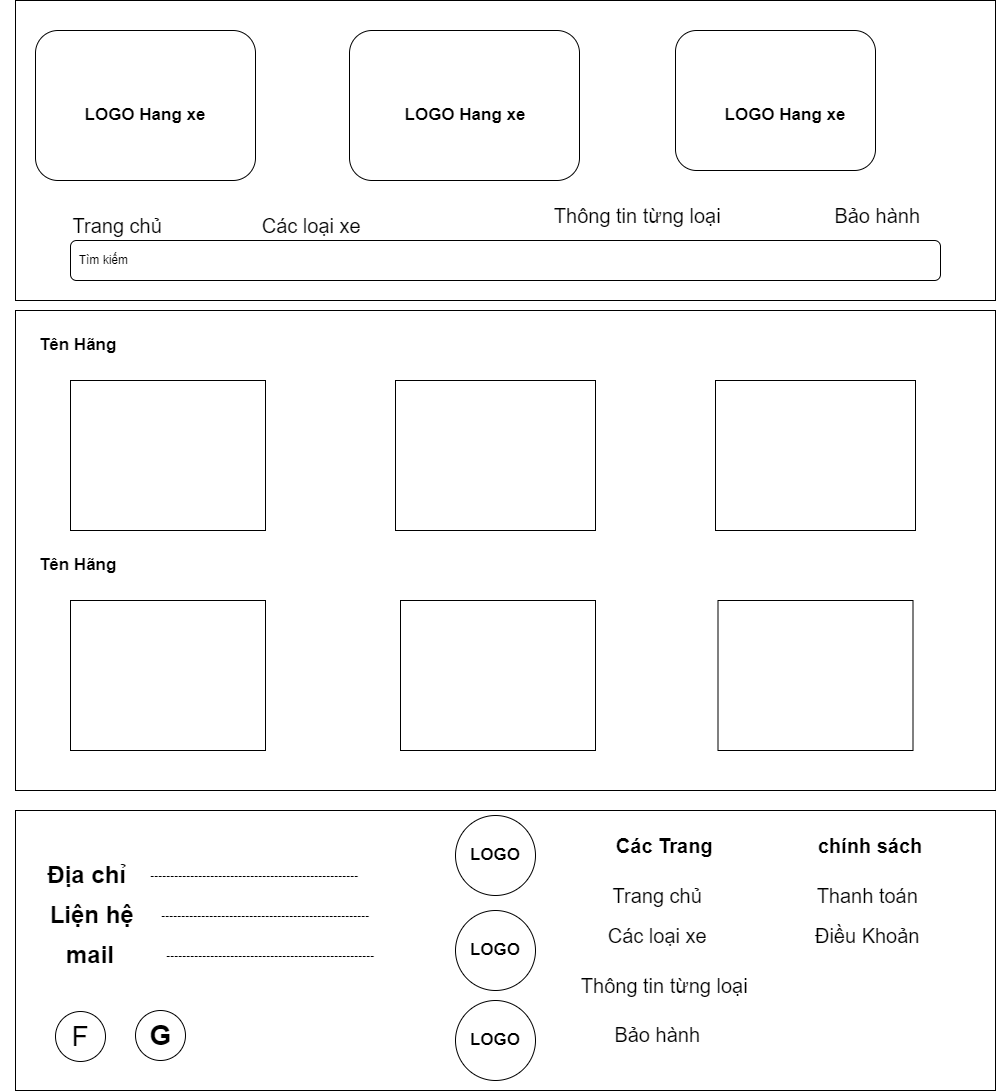 LOGO Hang xe
LOGO Hang xe
LOGO Hang xe
Trang chủ
Các loại xe
Thông tin từng loại
Bảo hành
Tìm kiếm
Tên Hãng
Tên Hãng
Địa chỉ
Liện hệ
mail
F
G
LOGO
LOGO
LOGO
Các Trang
Trang chủ
Các loại xe
Thông tin từng loại
Bảo hành
chính sách
Thanh toán
Điều Khoản